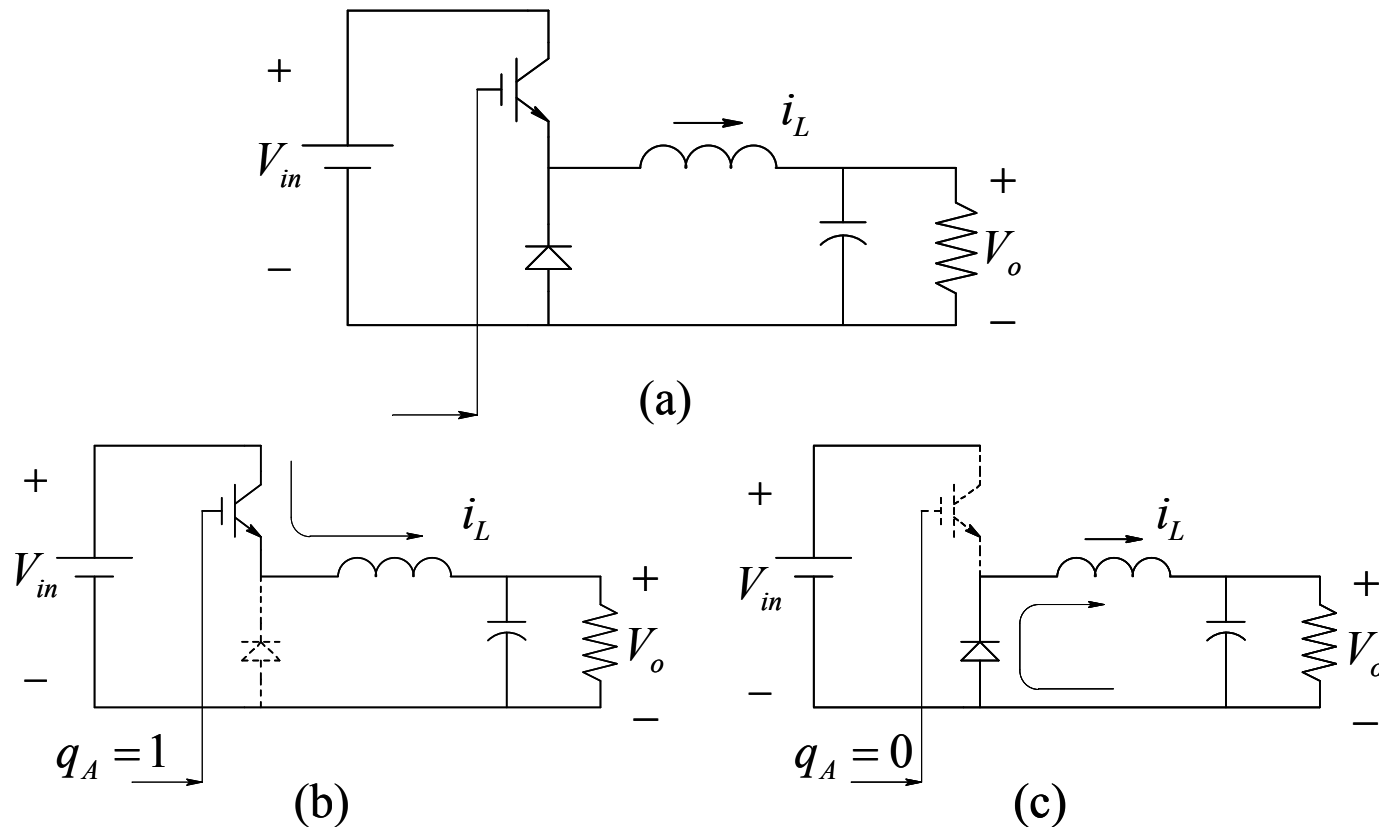 +
i_L
V_in
+
−
V_o
−
(a)
+
i_L
V_in
+
−
V_o
−
q_A = 1
(b)
+
i_L
V_in
+
−
V_o
−
q_A = 0
(c)